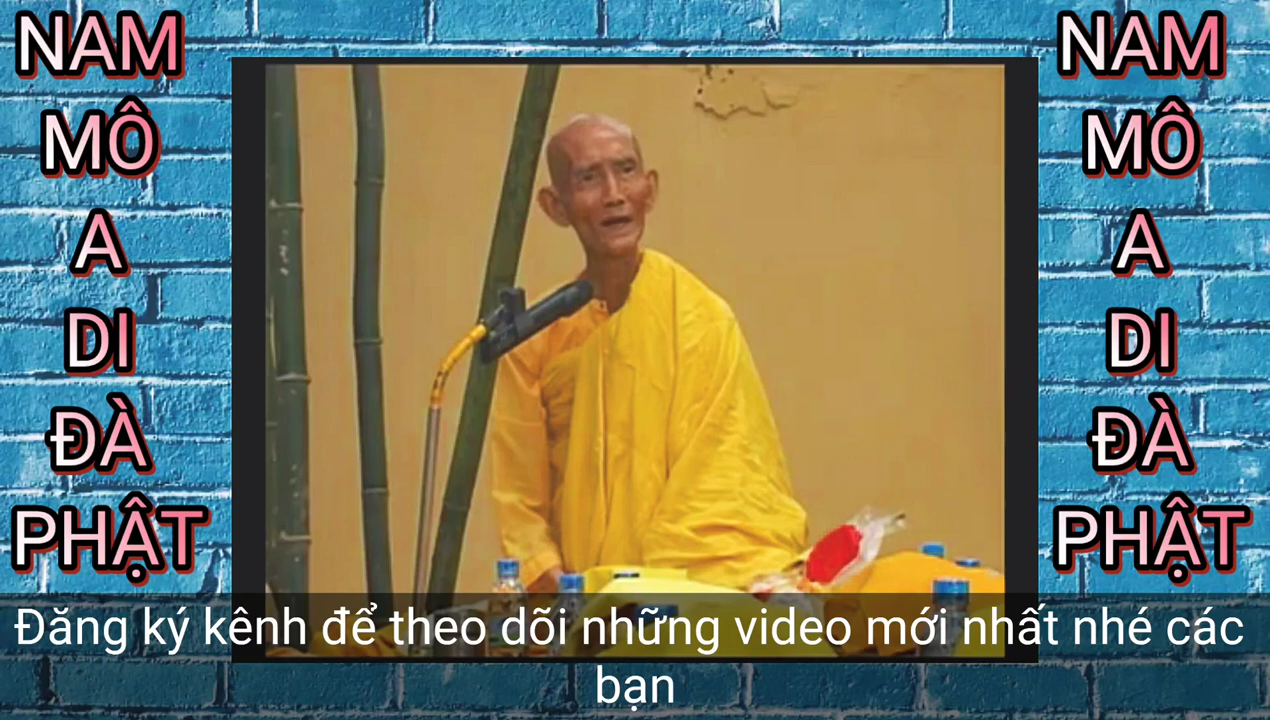 NAM
MÔ
A
DI
ĐÀ
PHẬT
NAM
MÔ
A
DI
ĐÀ
PHẬT
Đăng ký kênh để theo dõi những video mới nhất nhé các
bạn